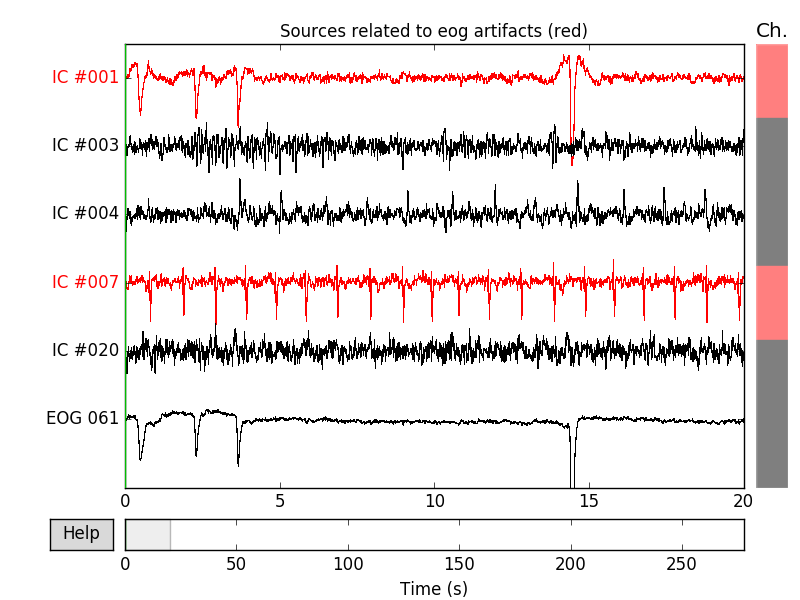 Sources related to eog artifacts (red)
Ch.
IC #001
IC #003
IC #004
IC #007
IC #020
EOG 061
0 5 10 15 20
Help
0 50 100 150 200 250
Time (s)